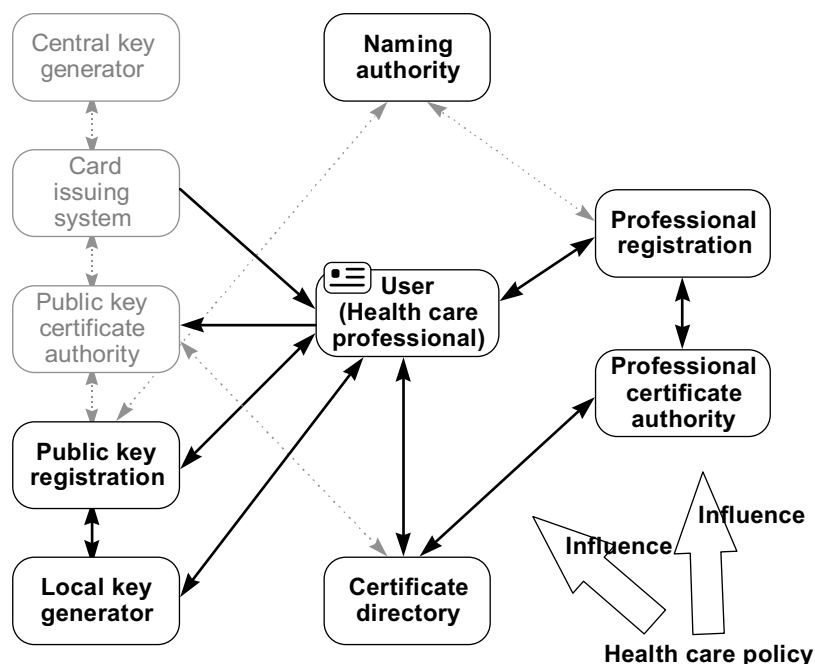 Central key
generator
Naming
authority
Card
issuing
system
Professional
registration
User
(Health care
professional)
Public key
certificate
authority
Professional
certificate
authority
Public key
registration
Influence
Influence
Local key
generator
Certificate
directory
Health care policy